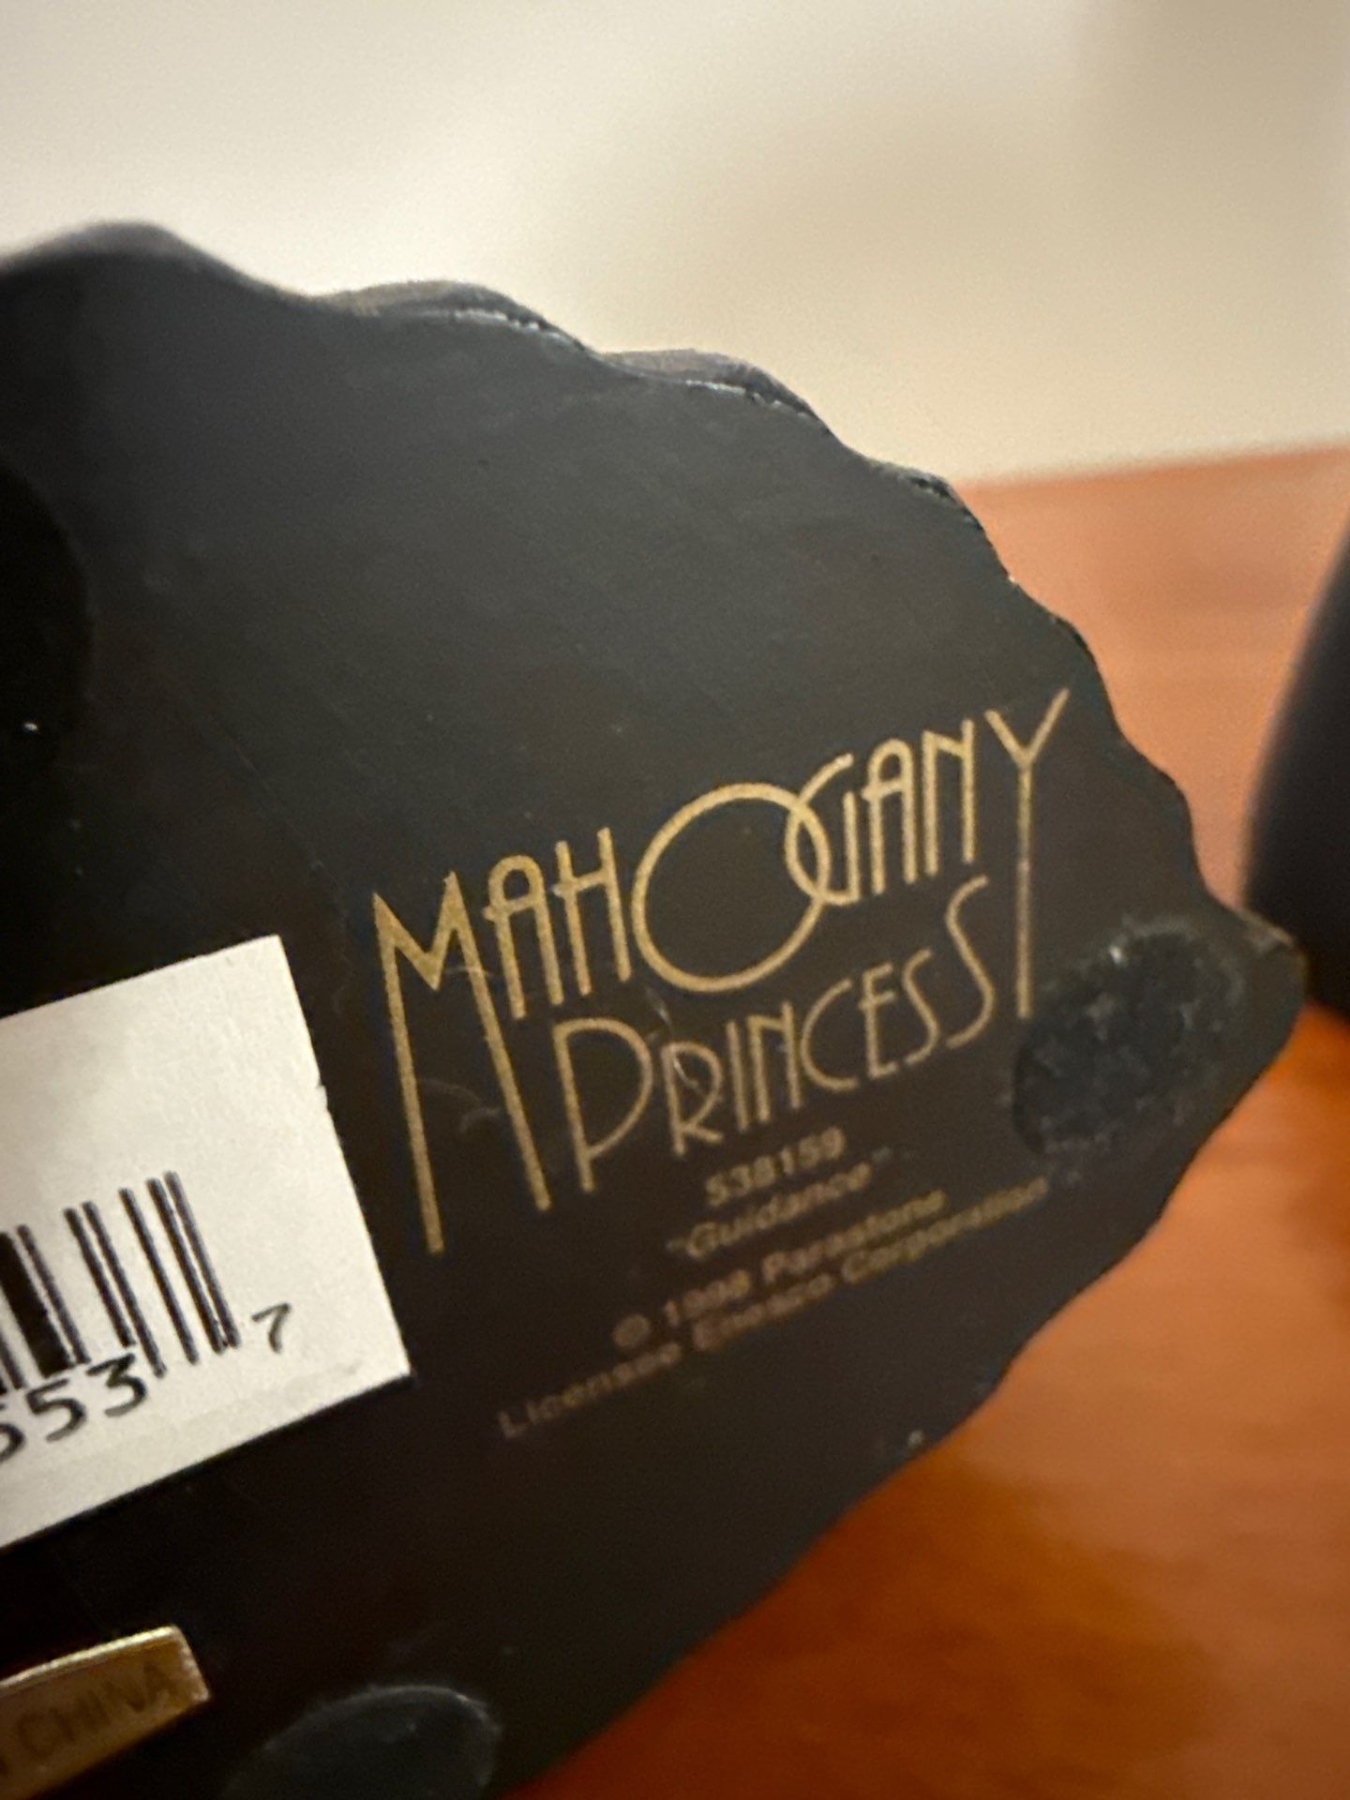 MAHOGANY
PRINCESS
538159
"Guidance"
© 1998 Parastone
Licensee Enesco Corporation
553 7
CHINA